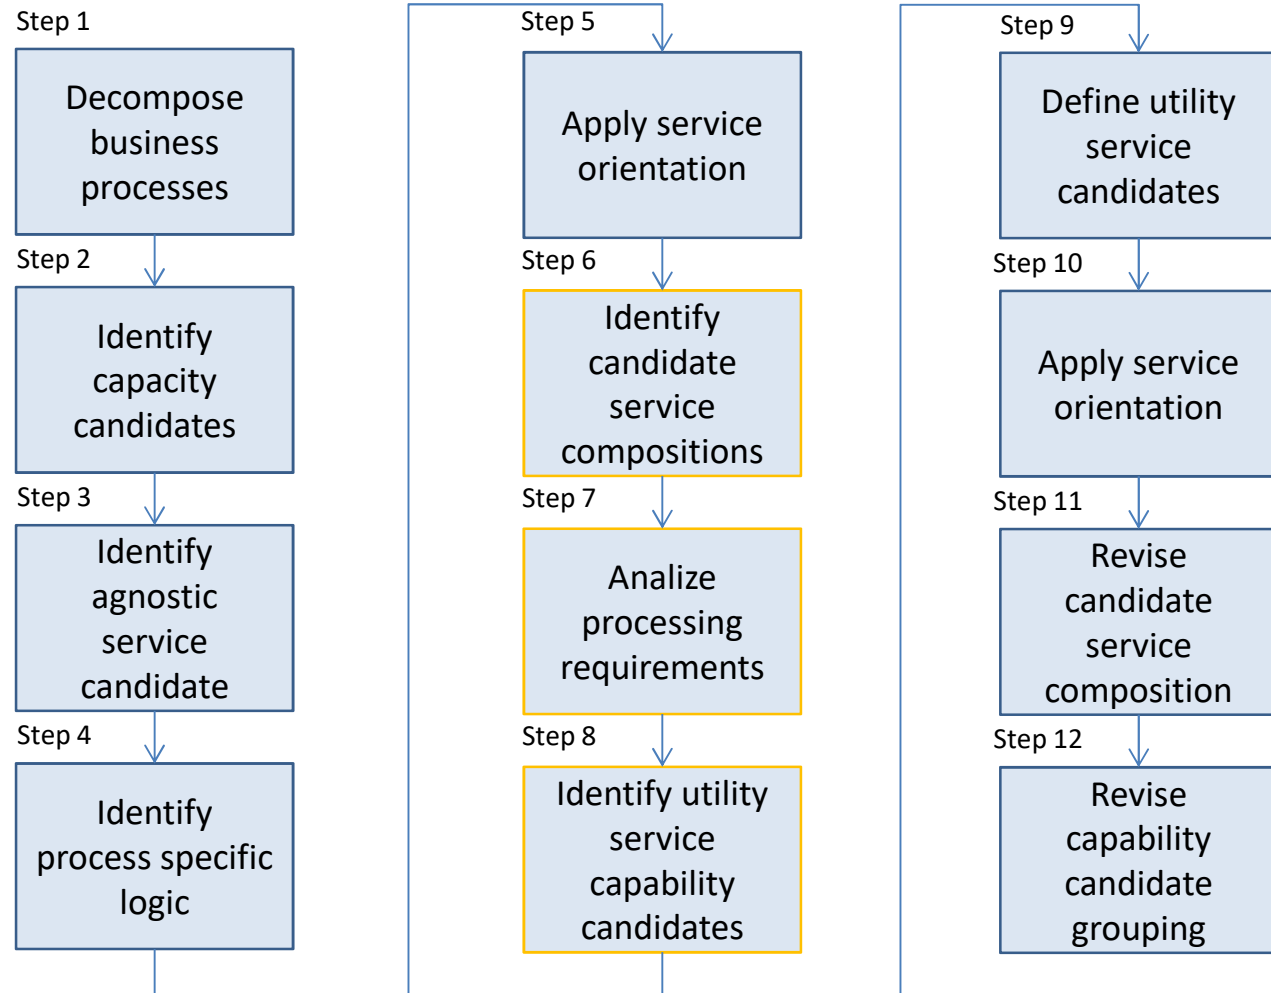 Step 1
Decompose
business
processes
Step 2
Identify
capacity
candidates
Step 3
Identify
agnostic
service
candidate
Step 4
Identify
process specific
logic
Step 5
Apply service
orientation
Step 6
Identify
candidate
service
compositions
Step 7
Analize
processing
requirements
Step 8
Identify utility
service
capability
candidates
Step 9
Define utility
service
candidates
Step 10
Apply service
orientation
Step 11
Revise
candidate
service
composition
Step 12
Revise
capability
candidate
grouping